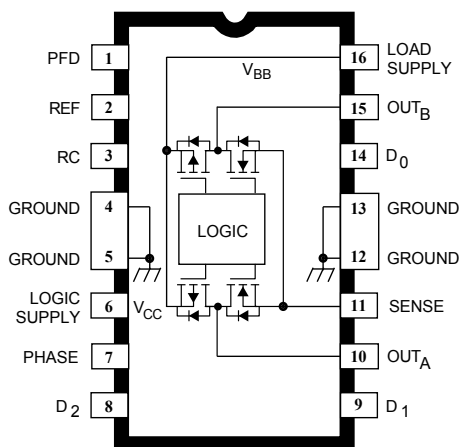 PFD 1
REF 2
RC 3
GROUND 4
GROUND 5
LOGIC
SUPPLY 6
PHASE 7
D2 8
VBB
LOGIC
VCC
16 LOAD
SUPPLY
15 OUTB
14 D0
13 GROUND
12 GROUND
11 SENSE
10 OUTA
9 D1